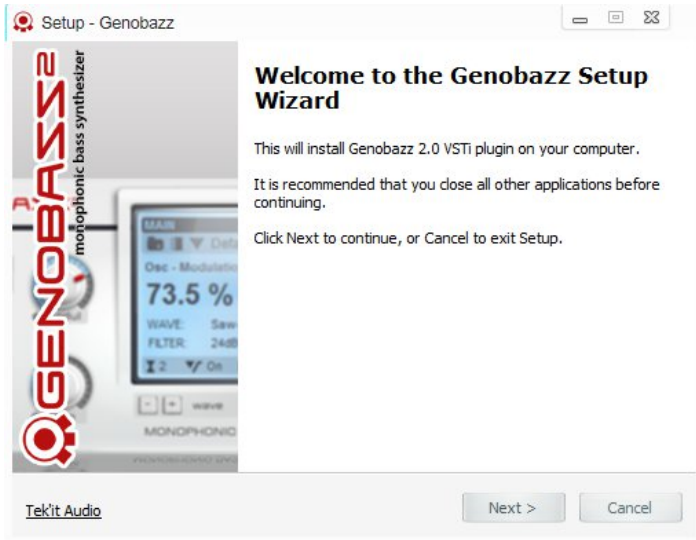 Setup - Genobazz
GENOBAZZ2
monophonic bass synthesizer
MAIN
Osc - Modulatio
73.5 %
WAVE: Saw
FILTER: 24dB
2 On
- + wave
MONOPHONIC
Welcome to the Genobazz Setup
Wizard
This will install Genobazz 2.0 VSTi plugin on your computer.
It is recommended that you close all other applications before
continuing.
Click Next to continue, or Cancel to exit Setup.
Tek'it Audio
Next >
Cancel